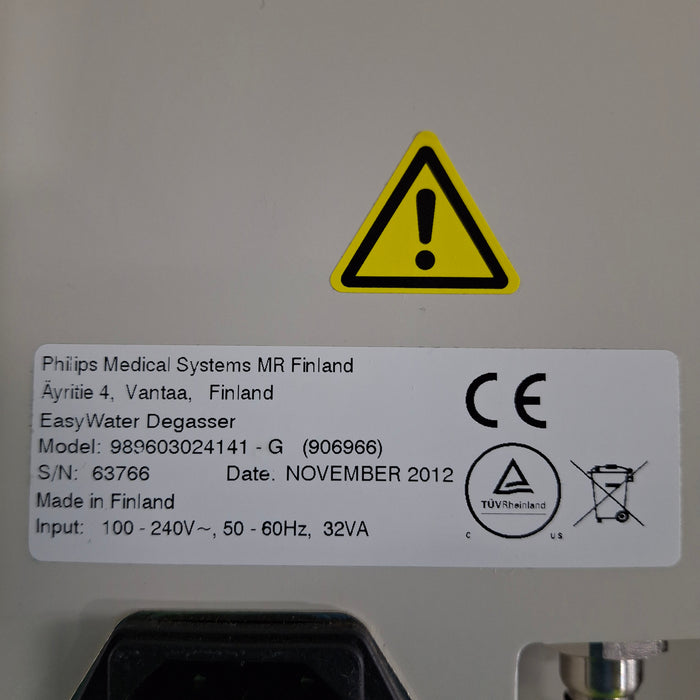 Philips Medical Systems MR Finland
Äyritie 4, Vantaa, Finland
EasyWater Degasser
Model: 989603024141 - G (906966)
S/N: 63766 Date. NOVEMBER 2012
Made in Finland
Input: 100 - 240V~, 50 - 60Hz, 32VA
CE
TÜVRheinland
C US